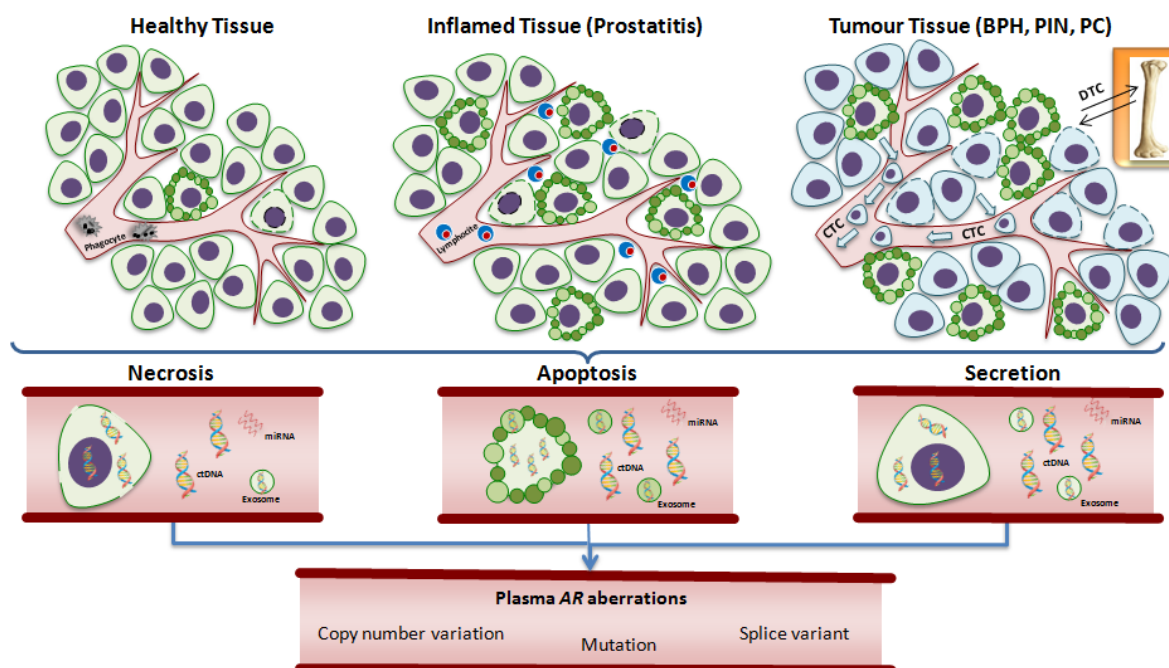 Healthy Tissue
Inflamed Tissue (Prostatitis)
Tumour Tissue (BPH, PIN, PC)
DTC
Phagocyte
Lymphocite
CTC
CTC
Necrosis
Apoptosis
Secretion
miRNA
ctDNA
Exosome
miRNA
ctDNA
Exosome
miRNA
ctDNA
Exosome
Plasma AR aberrations
Copy number variation
Mutation
Splice variant